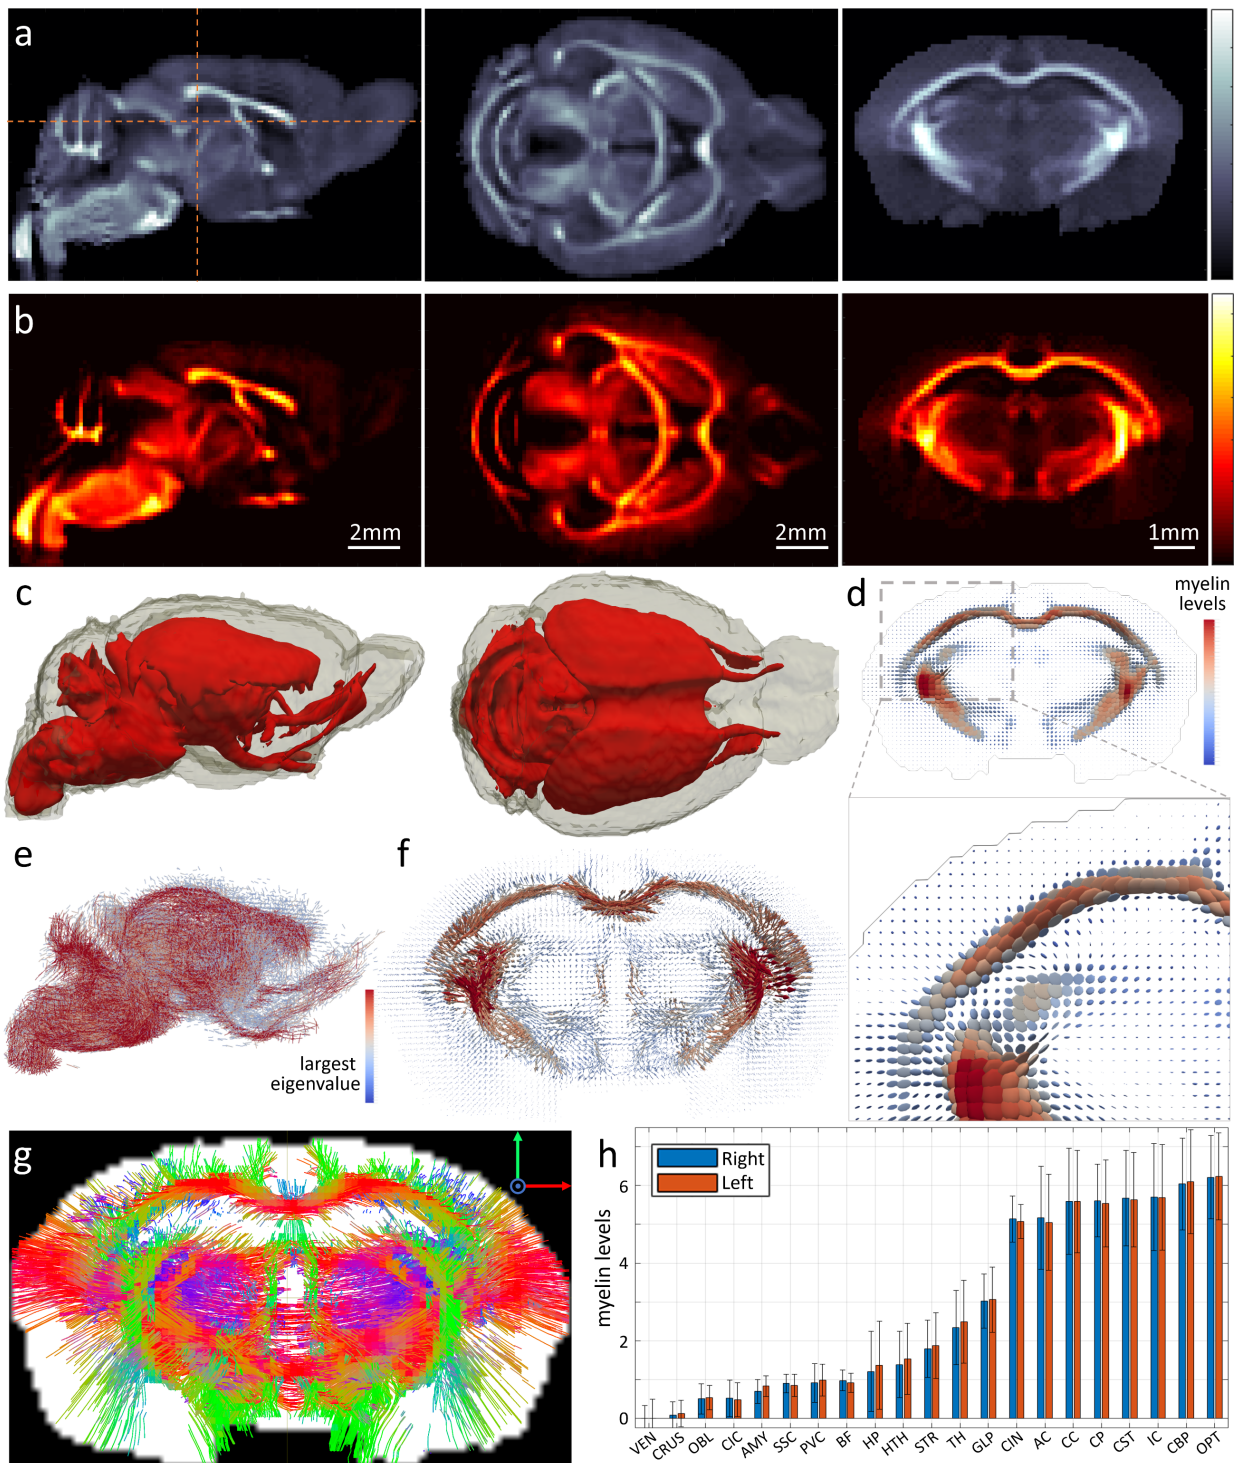 a
b
2mm
2mm
1mm
c
d
myelin
levels
e
f
largest
eigenvalue
g
h
Right
Left
myelin levels
6
4
2
0
VEN
CRUS
OBL
CIC
AMY
SSC
PVC
BF
HP
HTH
STR
TH
GLP
CIN
AC
CC
CP
CST
IC
CBP
OPT